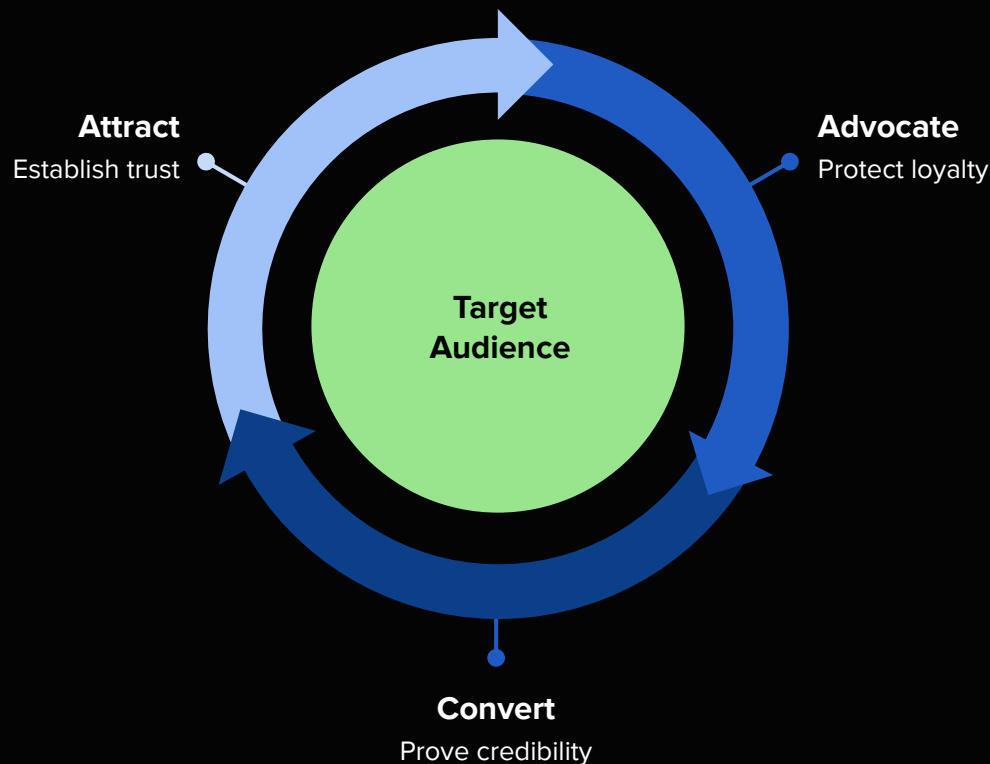 Attract
Establish trust
Advocate
Protect loyalty
Target
Audience
Convert
Prove credibility